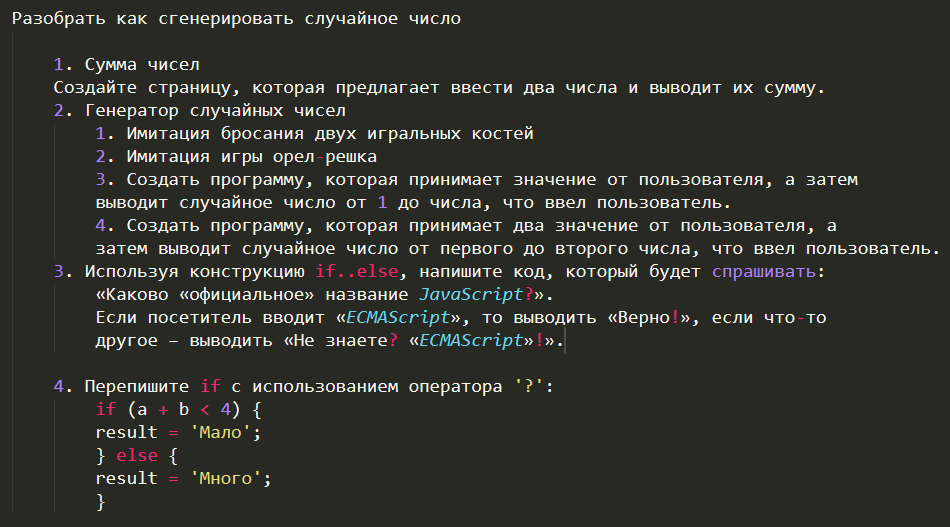 Разобрать как сгенерировать случайное число
1. Сумма чисел
Создайте страницу, которая предлагает ввести два числа и выводит их сумму.
2. Генератор случайных чисел
1. Имитация бросания двух игральных костей
2. Имитация игры орел-решка
3. Создать программу, которая принимает значение от пользователя, а затем
выводит случайное число от 1 до числа, что ввел пользователь.
4. Создать программу, которая принимает два значение от пользователя, а
затем выводит случайное число от первого до второго числа, что ввел пользователь.
3. Используя конструкцию if..else, напишите код, который будет спрашивать:
«Каково «официальное» название JavaScript?».
Если посетитель вводит «ECMAScript», то выводить «Верно!», если что-то
другое – выводить «Не знаете? «ECMAScript»!».
4. Перепишите if с использованием оператора '?':
if (a + b < 4) {
result = 'Мало';
} else {
result = 'Много';
}